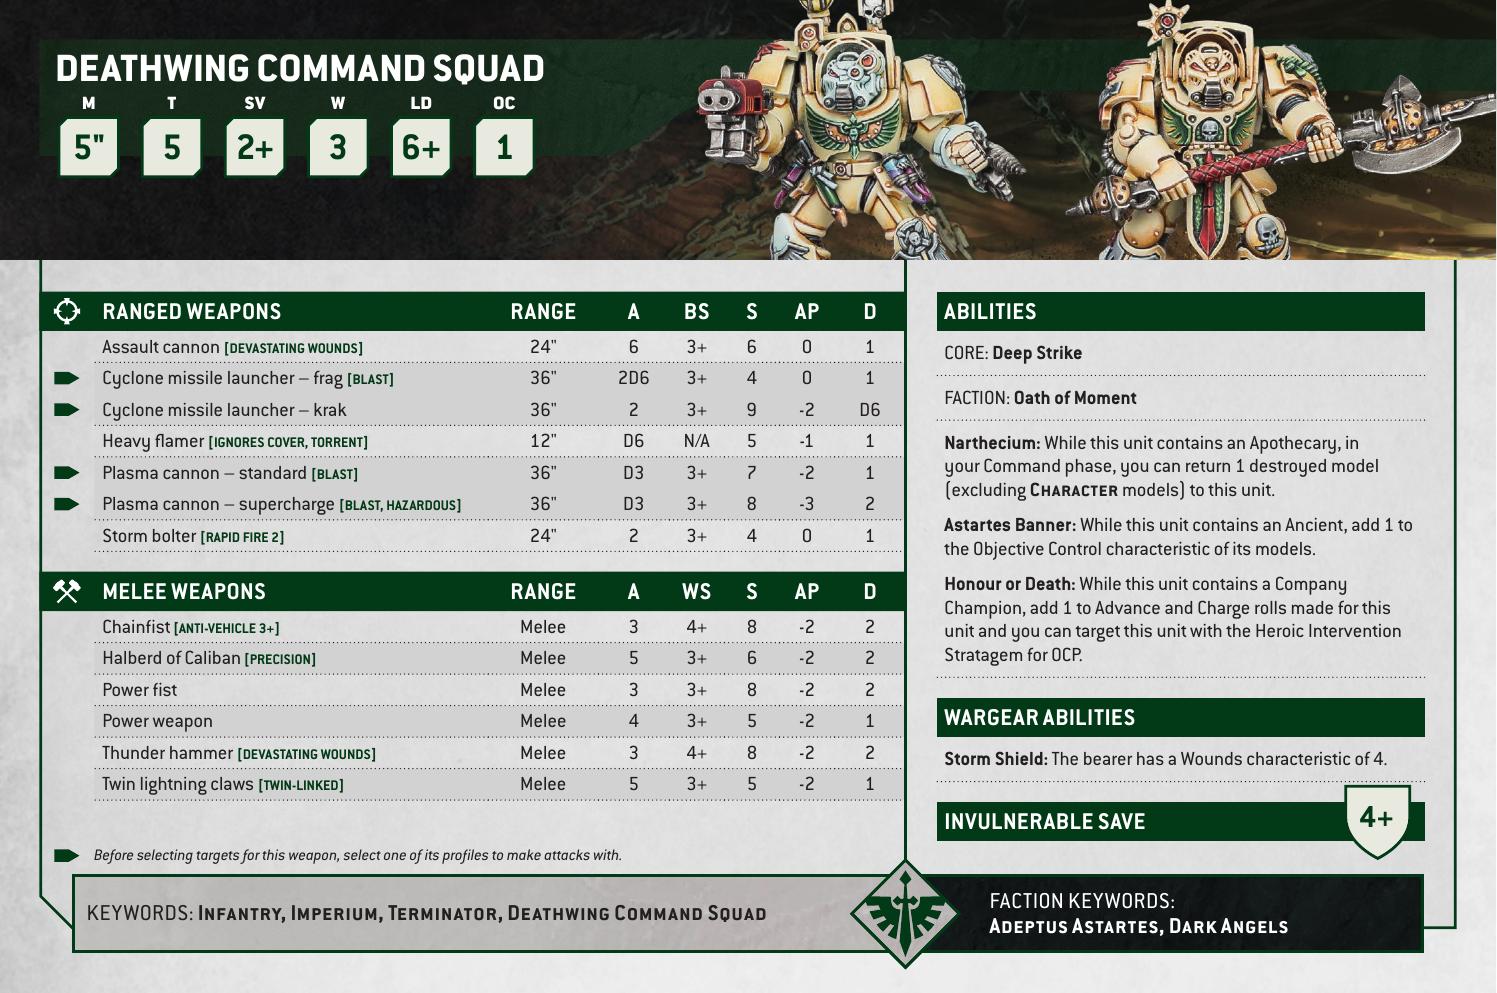 DEATHWING COMMAND SQUAD
M T SV W LD OC
5" 5 2+ 3 6+ 1
RANGED WEAPONS RANGE A BS S AP D
Assault cannon [DEVASTATING WOUNDS] 24" 6 3+ 6 0 1
Cyclone missile launcher – frag [BLAST] 36" 2D6 3+ 4 0 1
Cyclone missile launcher – krak 36" 2 3+ 9 -2 D6
Heavy flamer [IGNORES COVER, TORRENT] 12" D6 N/A 5 -1 1
Plasma cannon – standard [BLAST] 36" D3 3+ 7 -2 1
Plasma cannon – supercharge [BLAST, HAZARDOUS] 36" D3 3+ 8 -3 2
Storm bolter [RAPID FIRE 2] 24" 2 3+ 4 0 1
MELEE WEAPONS RANGE A WS S AP D
Chainfist [ANTI-VEHICLE 3+] Melee 3 4+ 8 -2 2
Halberd of Caliban [PRECISION] Melee 5 3+ 6 -2 2
Power fist Melee 3 3+ 8 -2 2
Power weapon Melee 4 3+ 5 -2 1
Thunder hammer [DEVASTATING WOUNDS] Melee 3 4+ 8 -2 2
Twin lightning claws [TWIN-LINKED] Melee 5 3+ 5 -2 1
Before selecting targets for this weapon, select one of its profiles to make attacks with.
ABILITIES
CORE: Deep Strike
FACTION: Oath of Moment
Narthecium: While this unit contains an Apothecary, in
your Command phase, you can return 1 destroyed model
(excluding CHARACTER models) to this unit.
Astartes Banner: While this unit contains an Ancient, add 1 to
the Objective Control characteristic of its models.
Honour or Death: While this unit contains a Company
Champion, add 1 to Advance and Charge rolls made for this
unit and you can target this unit with the Heroic Intervention
Stratagem for 0CP.
WARGEAR ABILITIES
Storm Shield: The bearer has a Wounds characteristic of 4.
INVULNERABLE SAVE 4+
KEYWORDS: INFANTRY, IMPERIUM, TERMINATOR, DEATHWING COMMAND SQUAD
FACTION KEYWORDS:
ADEPTUS ASTARTES, DARK ANGELS